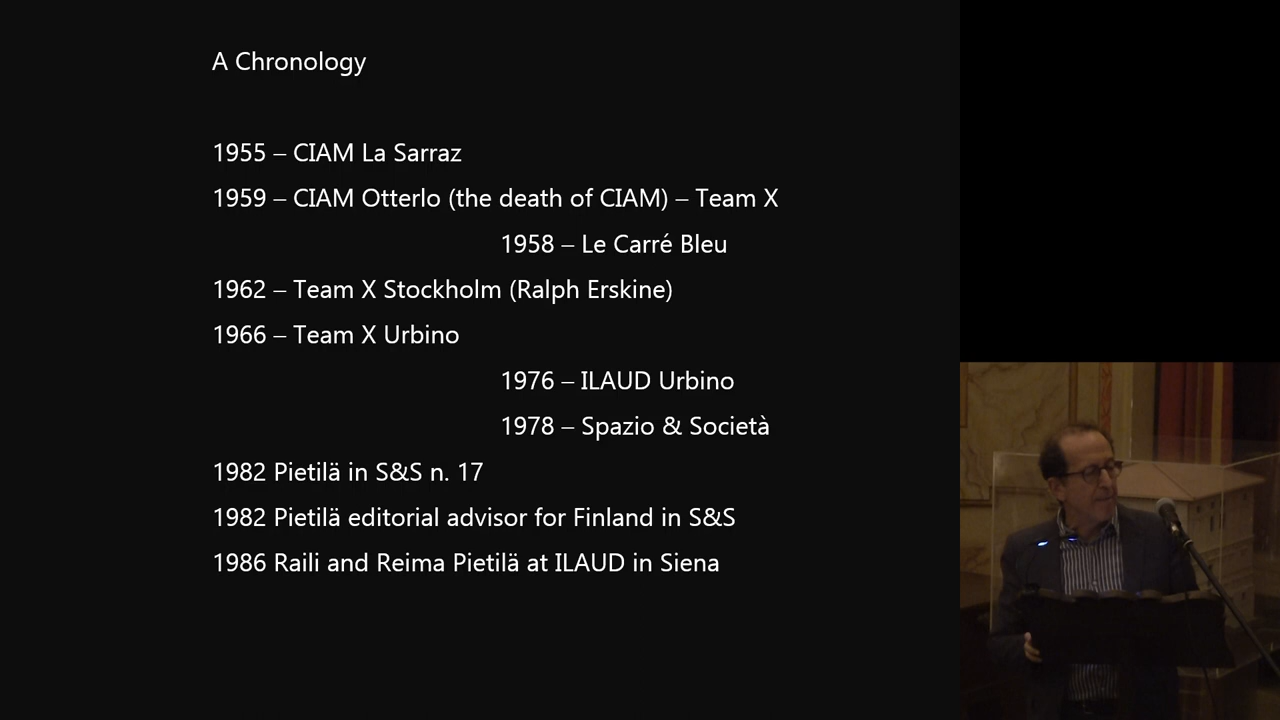 A Chronology
1955 – CIAM La Sarraz
1959 – CIAM Otterlo (the death of CIAM) – Team X
1958 – Le Carré Bleu
1962 – Team X Stockholm (Ralph Erskine)
1966 – Team X Urbino
1976 – ILAUD Urbino
1978 – Spazio & Società
1982 Pietilä in S&S n. 17
1982 Pietilä editorial advisor for Finland in S&S
1986 Raili and Reima Pietilä at ILAUD in Siena